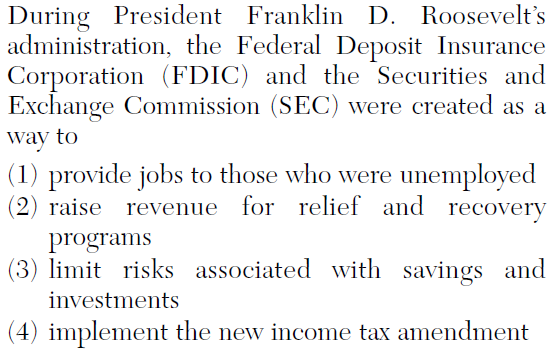 During President Franklin D. Roosevelt’s
administration, the Federal Deposit Insurance
Corporation (FDIC) and the Securities and
Exchange Commission (SEC) were created as a
way to
(1) provide jobs to those who were unemployed
(2) raise revenue for relief and recovery
programs
(3) limit risks associated with savings and
investments
(4) implement the new income tax amendment